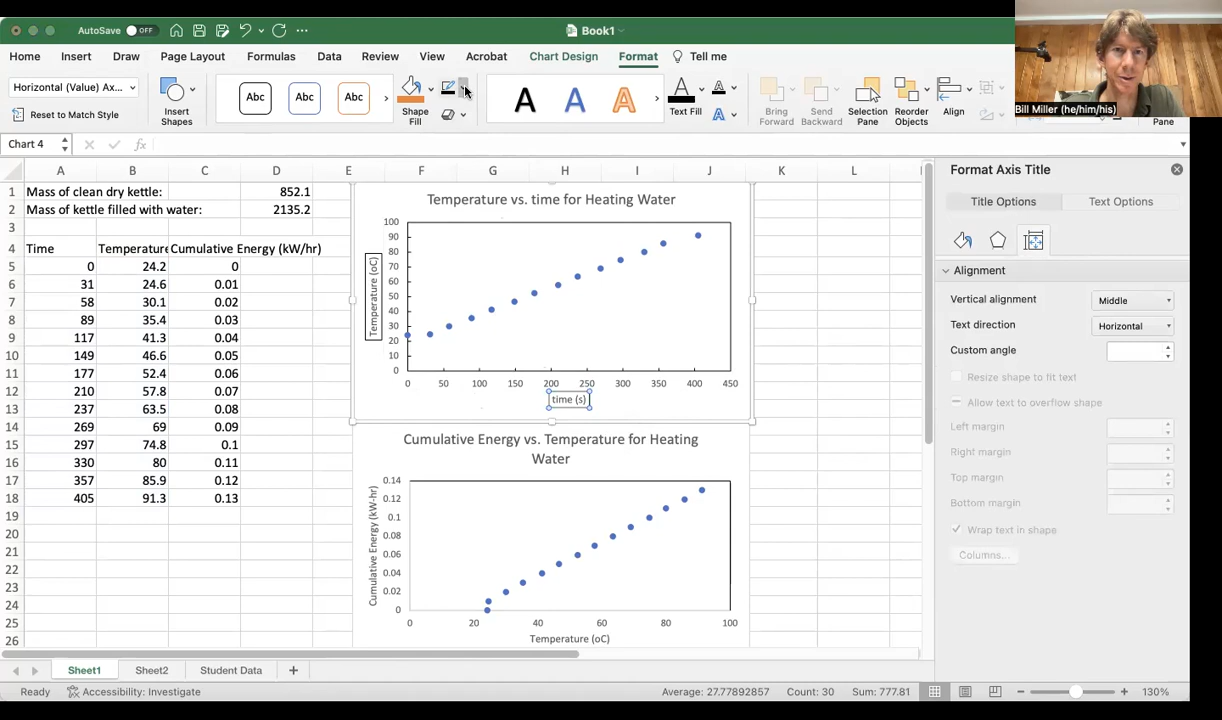 AutoSave OFF
Book1
Home Insert Draw Page Layout Formulas Data Review View Acrobat Chart Design Format Tell me
Horizontal (Value) Ax...
Reset to Match Style
Insert Shapes
Abc Abc Abc
Shape Fill
A A A
Text Fill
Bring Forward
Send Backward
Selection Pane
Reorder Objects
Align
Pane
Bill Miller (he/him/his)
Chart 4
fx
A B C D E F G H I J K L
1 Mass of clean dry kettle: 852.1
2 Mass of kettle filled with water: 2135.2
3
4 Time Temperature Cumulative Energy (kW/hr)
5 0 24.2 0
6 31 24.6 0.01
7 58 30.1 0.02
8 89 35.4 0.03
9 117 41.3 0.04
10 149 46.6 0.05
11 177 52.4 0.06
12 210 57.8 0.07
13 237 63.5 0.08
14 269 69 0.09
15 297 74.8 0.1
16 330 80 0.11
17 357 85.9 0.12
18 405 91.3 0.13
19
20
21
22
23
24
25
26
Temperature vs. time for Heating Water
Temperature (oC)
100
90
80
70
60
50
40
30
20
10
0
0 50 100 150 200 250 300 350 400 450
time (s)
Cumulative Energy vs. Temperature for Heating
Water
Cumulative Energy (kW-hr)
0.14
0.12
0.1
0.08
0.06
0.04
0.02
0
0 20 40 60 80 100
Temperature (oC)
Format Axis Title
Title Options Text Options
Alignment
Vertical alignment Middle
Text direction Horizontal
Custom angle
Resize shape to fit text
Allow text to overflow shape
Left margin
Right margin
Top margin
Bottom margin
Wrap text in shape
Columns...
Sheet1 Sheet2 Student Data
Ready Accessibility: Investigate Average: 27.77892857 Count: 30 Sum: 777.81 130%